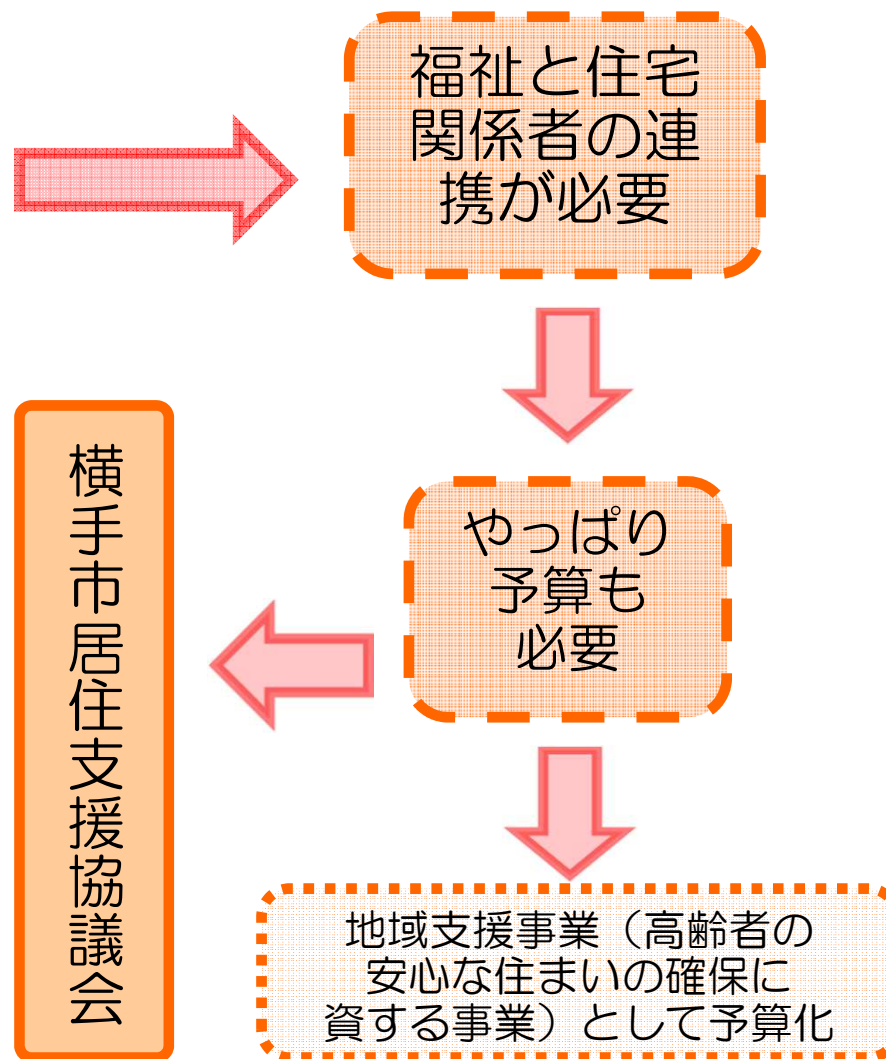 福祉と住宅
関係者の連
携が必要
やっぱり
予算も
必要
横手市居住支援協議会
地域支援事業（高齢者の
安心な住まいの確保に
資する事業）として予算化